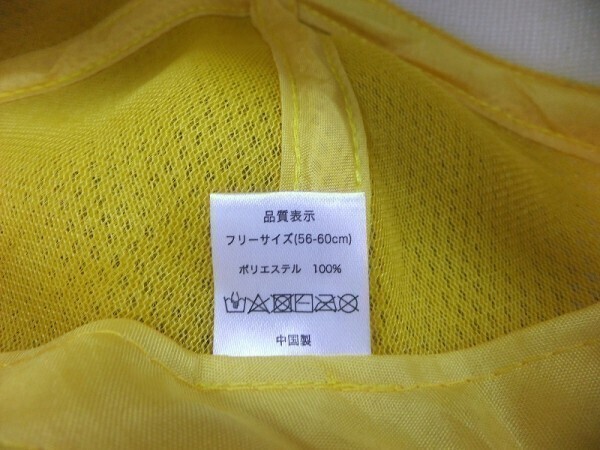 品質表示
フリーサイズ(56-60cm)
ポリエステル 100%
中国製